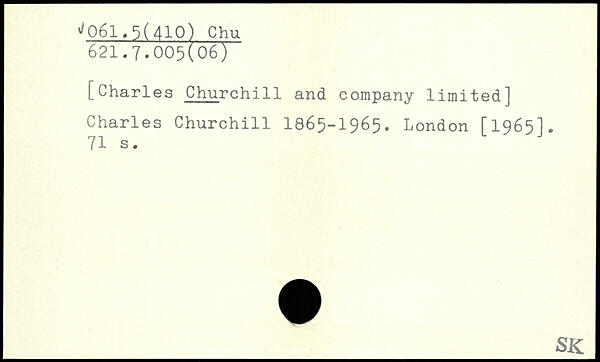 √061.5(410) Chu
621.7.005(06)
[Charles Churchill and company limited]
Charles Churchill 1865-1965. London [1965].
71 s.
SK